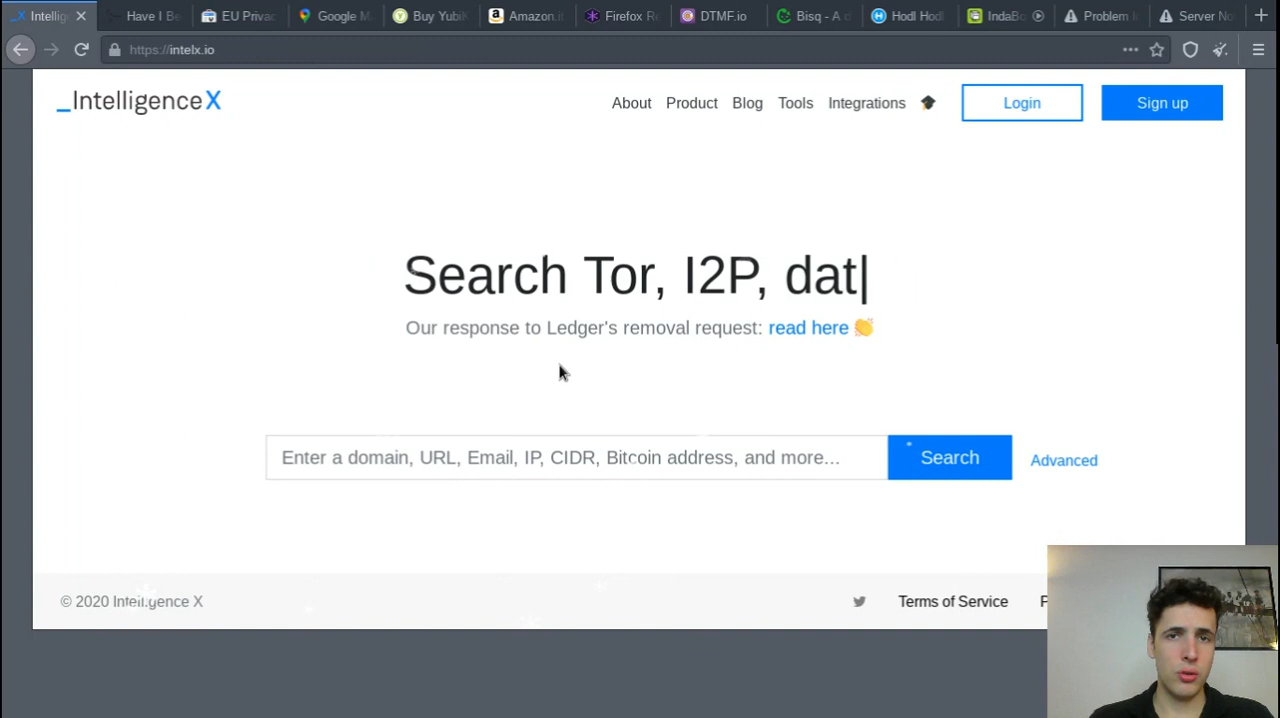 Intellig
Have I Be
EU Priva
Google M
Buy YubiK
Amazon.i
Firefox Re
DTMF.io
Bisq - A d
Hodl Hodl
IndaBo
Problem l
Server No
https://intelx.io
_IntelligenceX
About Product Blog Tools Integrations Login Sign up
Search Tor, I2P, dat|
Our response to Ledger's removal request: read here 👏
Enter a domain, URL, Email, IP, CIDR, Bitcoin address, and more... Search Advanced
© 2020 Intelligence X Terms of Service P